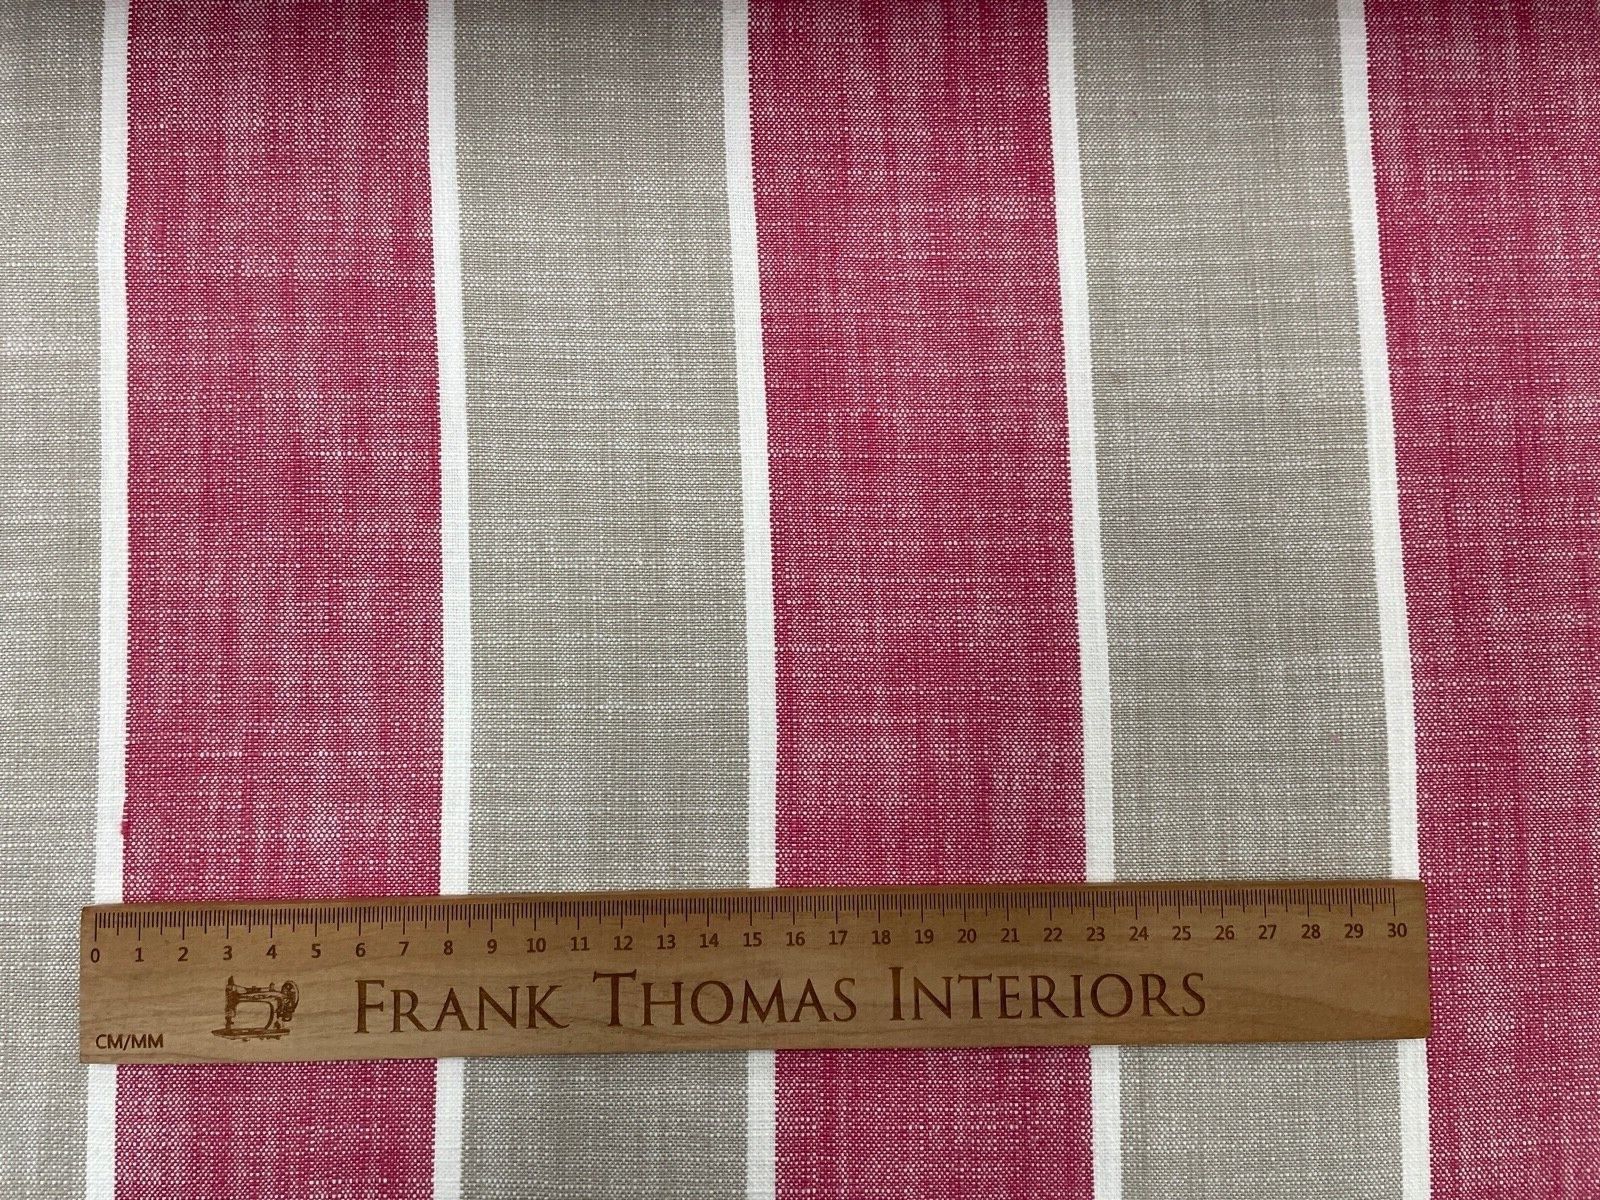 0 1 2 3 4 5 6 7 8 9 10 11 12 13 14 15 16 17 18 19 20 21 22 23 24 25 26 27 28 29 30
FRANK THOMAS INTERIORS
CM/MM